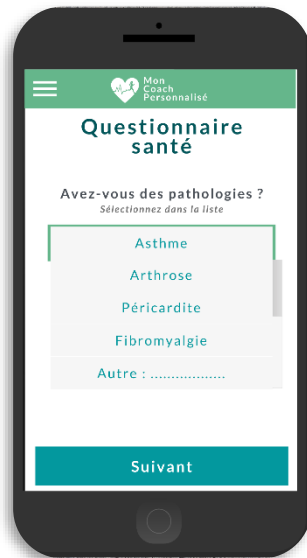 Mon
Coach
Personnalisé
Questionnaire
santé
Avez-vous des pathologies ?
Sélectionnez dans la liste
Asthme
Arthrose
Péricardite
Fibromyalgie
Autre : ..................
Suivant